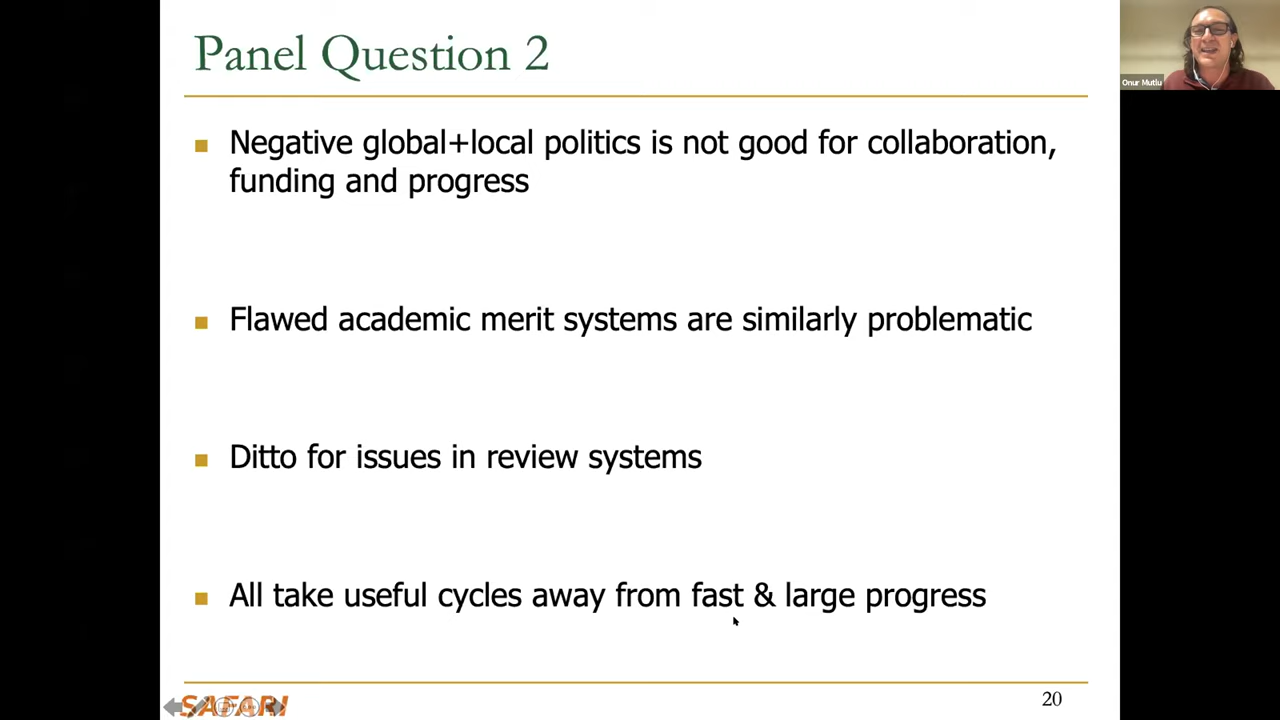 Panel Question 2
Onur Mutlu
Negative global+local politics is not good for collaboration,
funding and progress
Flawed academic merit systems are similarly problematic
Ditto for issues in review systems
All take useful cycles away from fast & large progress
SAFARI
20